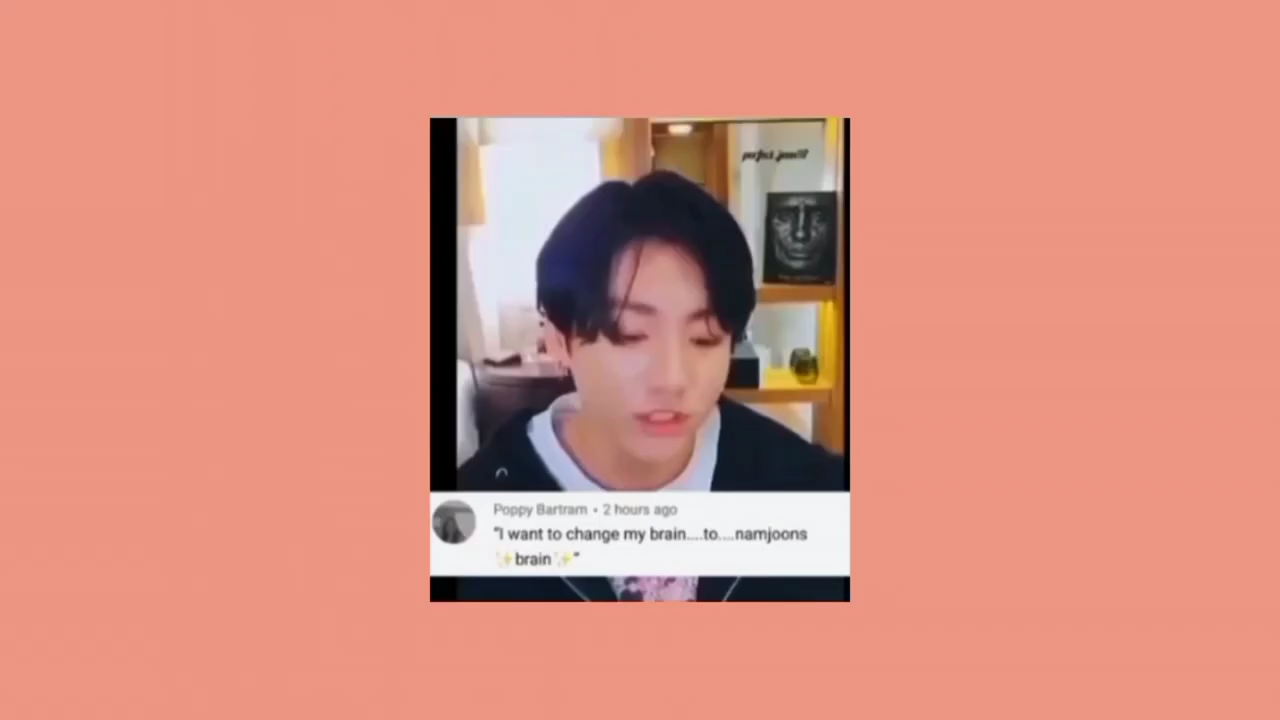 Poppy Bartram • 2 hours ago
"I want to change my brain....to....namjoons
✨brain✨"